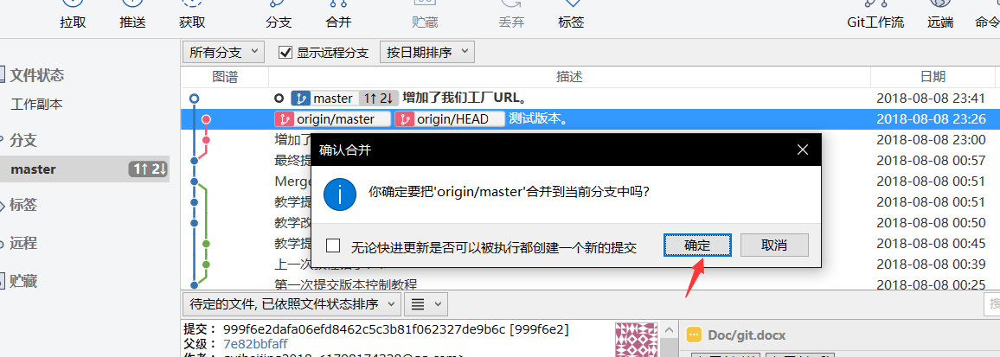 拉取 推送 获取 分支 合并 贮藏 丢弃 标签 Git工作流 远端
所有分支 显示远程分支 按日期排序
文件状态
工作副本
分支
master 1↑ 2↓
标签
远程
贮藏
图谱 描述 日期
master 1↑ 2↓ 增加了我们工厂URL。 2018-08-08 23:41
origin/master origin/HEAD 测试版本。 2018-08-08 23:26
增加了 2018-08-08 23:00
最终提 2018-08-08 00:57
Merge 2018-08-08 00:51
教学提 2018-08-08 00:51
教学改 2018-08-08 00:50
教学提 2018-08-08 00:45
上一次 2018-08-08 00:39
第一次提交版本控制教程 2018-08-08 00:25
确认合并
你确定要把'origin/master'合并到当前分支中吗?
无论快进更新是否可以被执行都创建一个新的提交
确定 取消
待定的文件, 已依照文件状态排序
提交： 999f6e2dafa06efd8462c5c3b81f062327de9b6c [999f6e2]
父级： 7e82bbfaff
Doc/git.docx